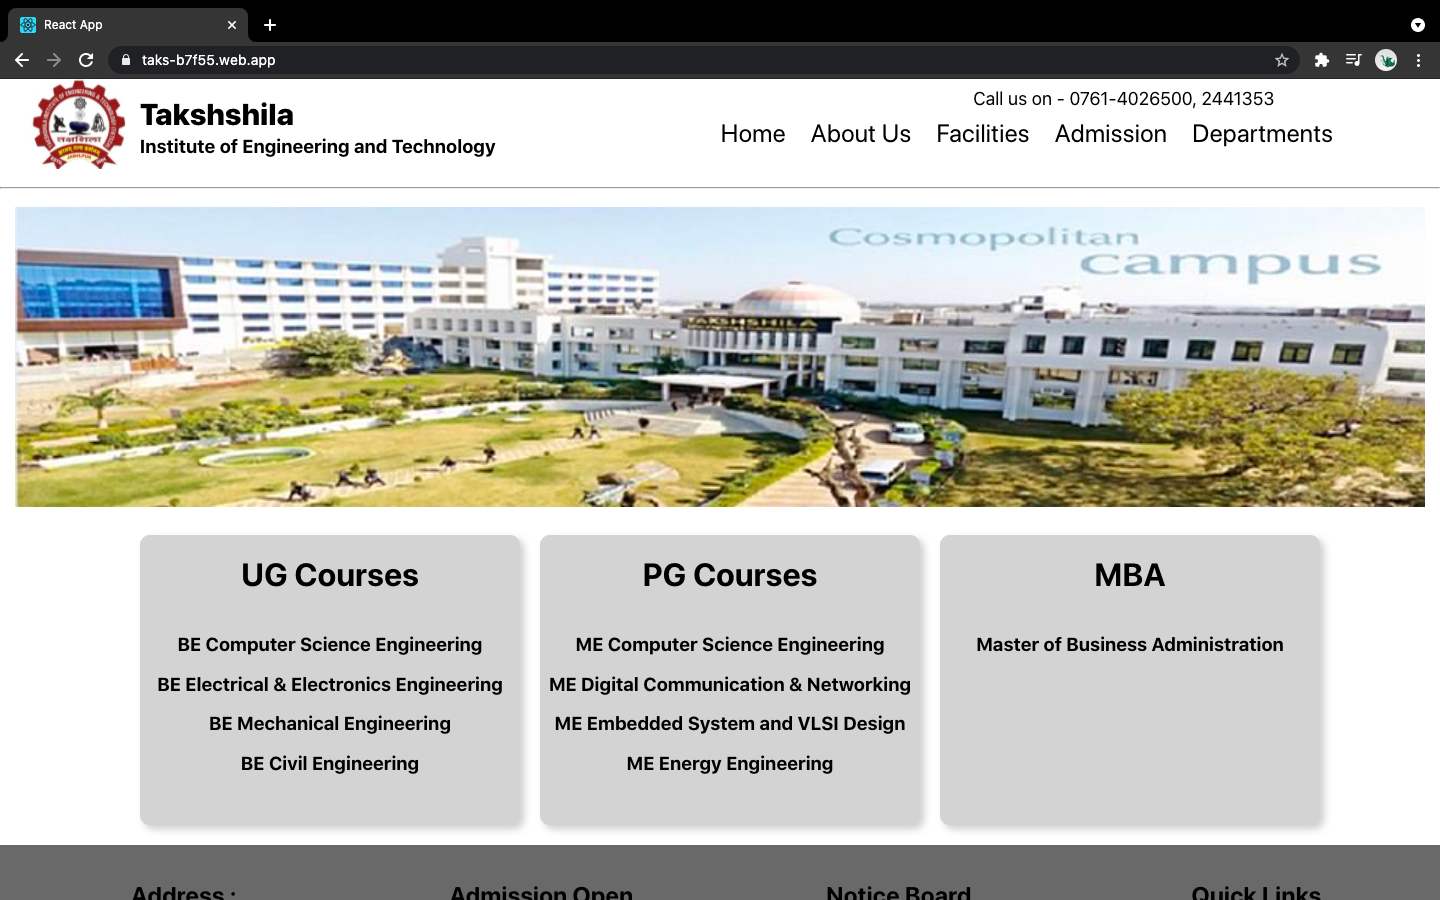 React App
taks-b7f55.web.app
तक्षशिला
JABALPUR
Takshshila
Institute of Engineering and Technology
Call us on - 0761-4026500, 2441353
Home About Us Facilities Admission Departments
Cosmopolitan
campus
TAKSHSHILA
UG Courses
BE Computer Science Engineering
BE Electrical & Electronics Engineering
BE Mechanical Engineering
BE Civil Engineering
PG Courses
ME Computer Science Engineering
ME Digital Communication & Networking
ME Embedded System and VLSI Design
ME Energy Engineering
MBA
Master of Business Administration
Address :
Admission Open
Notice Board
Quick Links